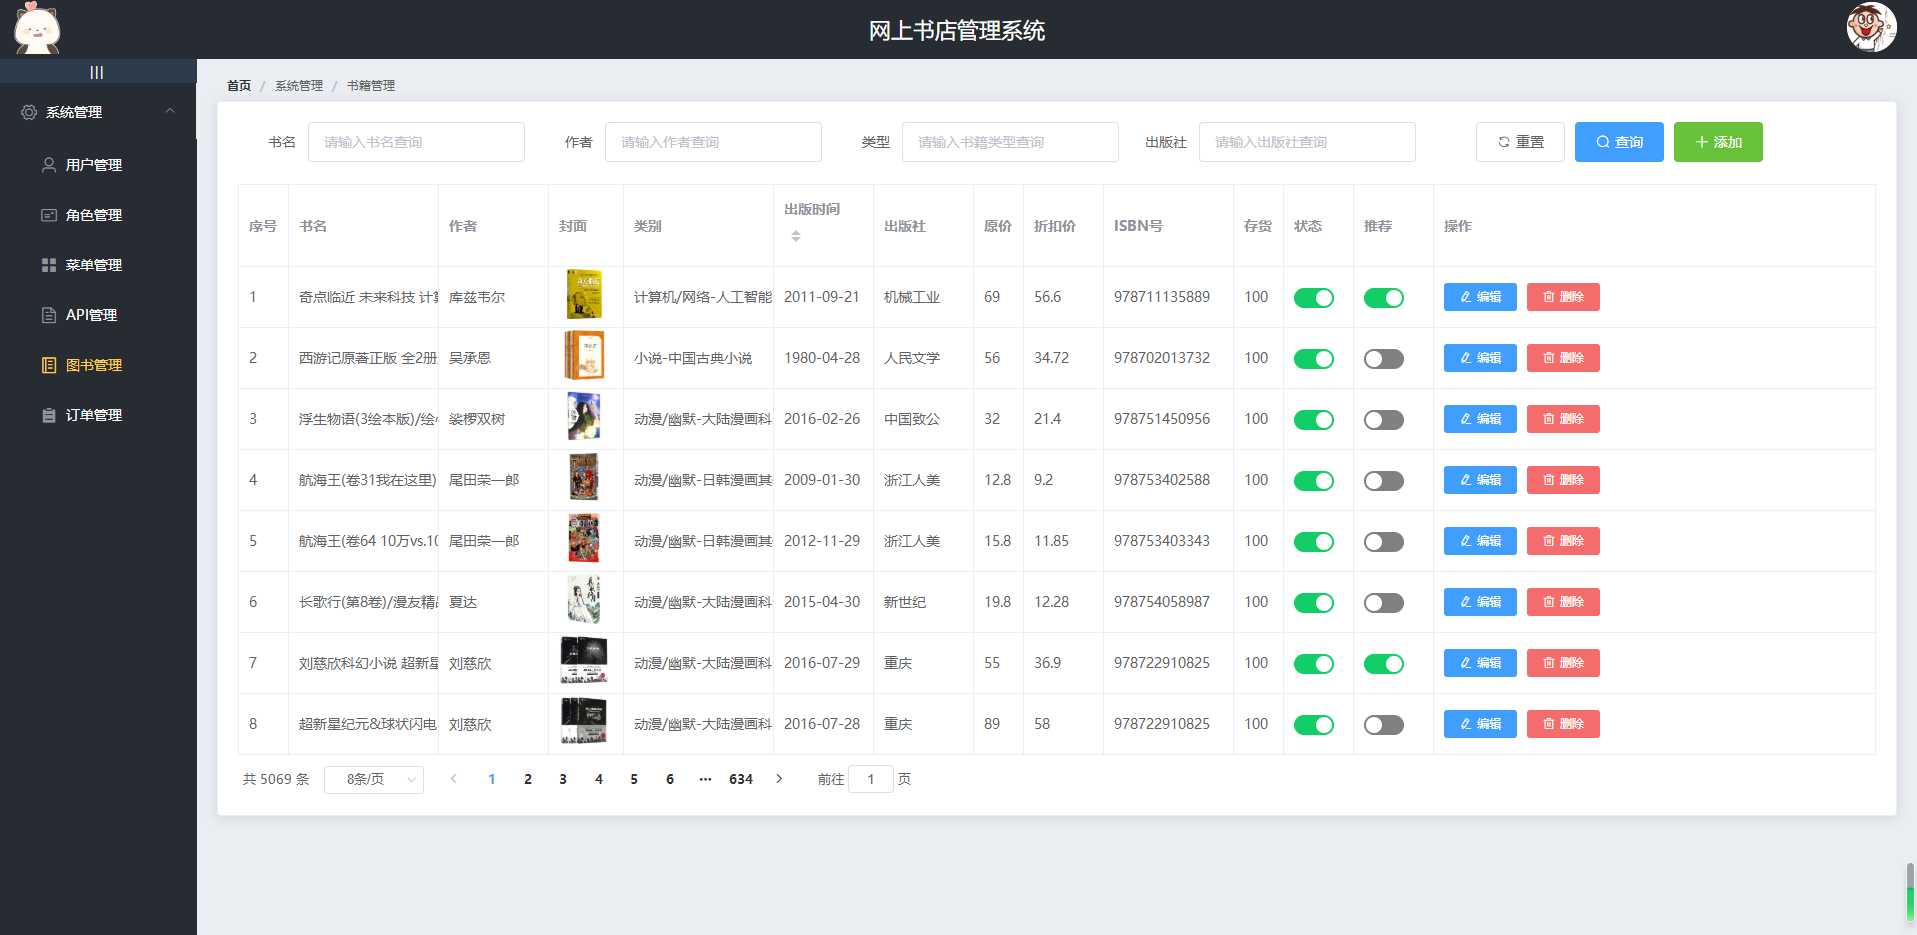 网上书店管理系统
首页 / 系统管理 / 书籍管理
系统管理
用户管理
角色管理
菜单管理
API管理
图书管理
订单管理
书名 请输入书名查询 作者 请输入作者查询 类型 请输入书籍类型查询 出版社 请输入出版社查询 重置 查询 添加
序号 书名 作者 封面 类别 出版时间 出版社 原价 折扣价 ISBN号 存货 状态 推荐 操作
1 奇点临近 未来科技 计算 库兹韦尔 计算机/网络-人工智能 2011-09-21 机械工业 69 56.6 978711135889 100 编辑 删除
2 西游记原著正版 全2册 吴承恩 小说-中国古典小说 1980-04-28 人民文学 56 34.72 978702013732 100 编辑 删除
3 浮生物语(3绘本版)/绘 裟椤双树 动漫/幽默-大陆漫画科 2016-02-26 中国致公 32 21.4 978751450956 100 编辑 删除
4 航海王(卷31我在这里) 尾田荣一郎 动漫/幽默-日韩漫画其 2009-01-30 浙江人美 12.8 9.2 978753402588 100 编辑 删除
5 航海王(卷64 10万vs.10 尾田荣一郎 动漫/幽默-日韩漫画其 2012-11-29 浙江人美 15.8 11.85 978753403343 100 编辑 删除
6 长歌行(第8卷)/漫友精品 夏达 动漫/幽默-大陆漫画科 2015-04-30 新世纪 19.8 12.28 978754058987 100 编辑 删除
7 刘慈欣科幻小说 超新星 刘慈欣 动漫/幽默-大陆漫画科 2016-07-29 重庆 55 36.9 978722910825 100 编辑 删除
8 超新星纪元&球状闪电 刘慈欣 动漫/幽默-大陆漫画科 2016-07-28 重庆 89 58 978722910825 100 编辑 删除
共 5069 条 8条/页 1 2 3 4 5 6 ··· 634 前往 1 页